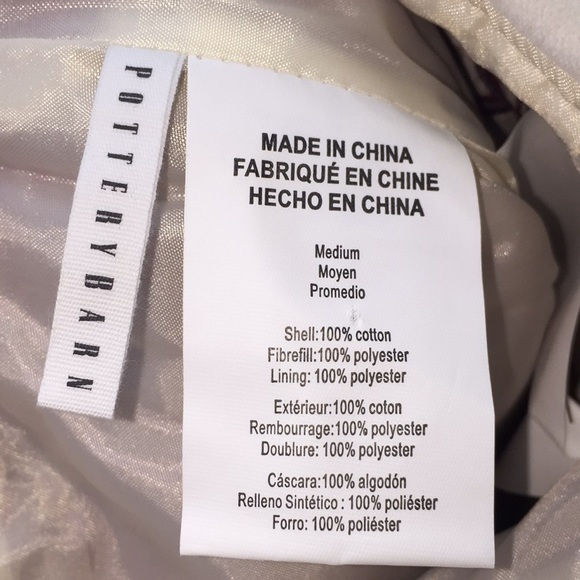 POTTERYBARN
MADE IN CHINA
FABRIQUÉ EN CHINE
HECHO EN CHINA
Medium
Moyen
Promedio
Shell:100% cotton
Fibrefill:100% polyester
Lining: 100% polyester
Extérieur:100% coton
Rembourrage:100% polyester
Doublure: 100% polyester
Cáscara:100% algodón
Relleno Sintético : 100% poliéster
Forro: 100% poliéster